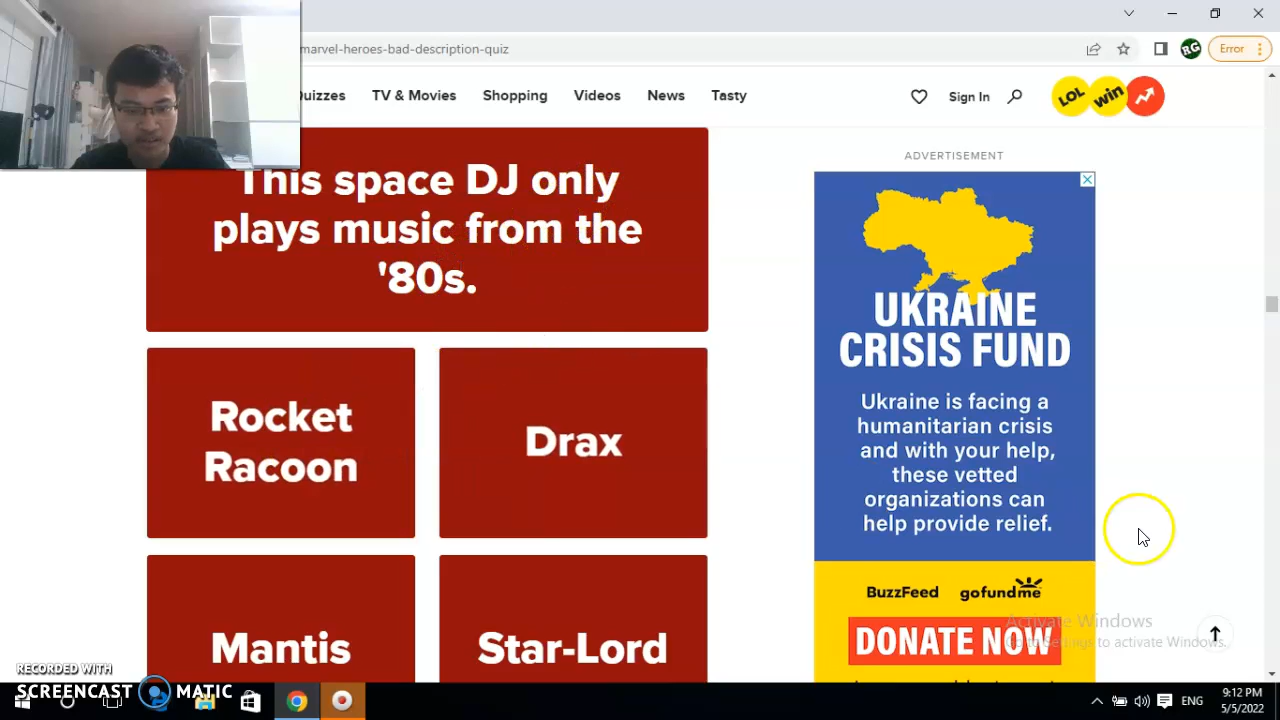 marvel-heroes-bad-description-quiz
Error
Quizzes TV & Movies Shopping Videos News Tasty
Sign In
LOL win
RG
This space DJ only
plays music from the
'80s.
Rocket
Racoon
Drax
Mantis
Star-Lord
ADVERTISEMENT
UKRAINE
CRISIS FUND
Ukraine is facing a
humanitarian crisis
and with your help,
these vetted
organizations can
help provide relief.
BuzzFeed gofundme
DONATE NOW
Activate Windows
Go to Settings to activate Windows.
RECORDED WITH
SCREENCAST MATIC
ENG
9:12 PM
5/5/2022